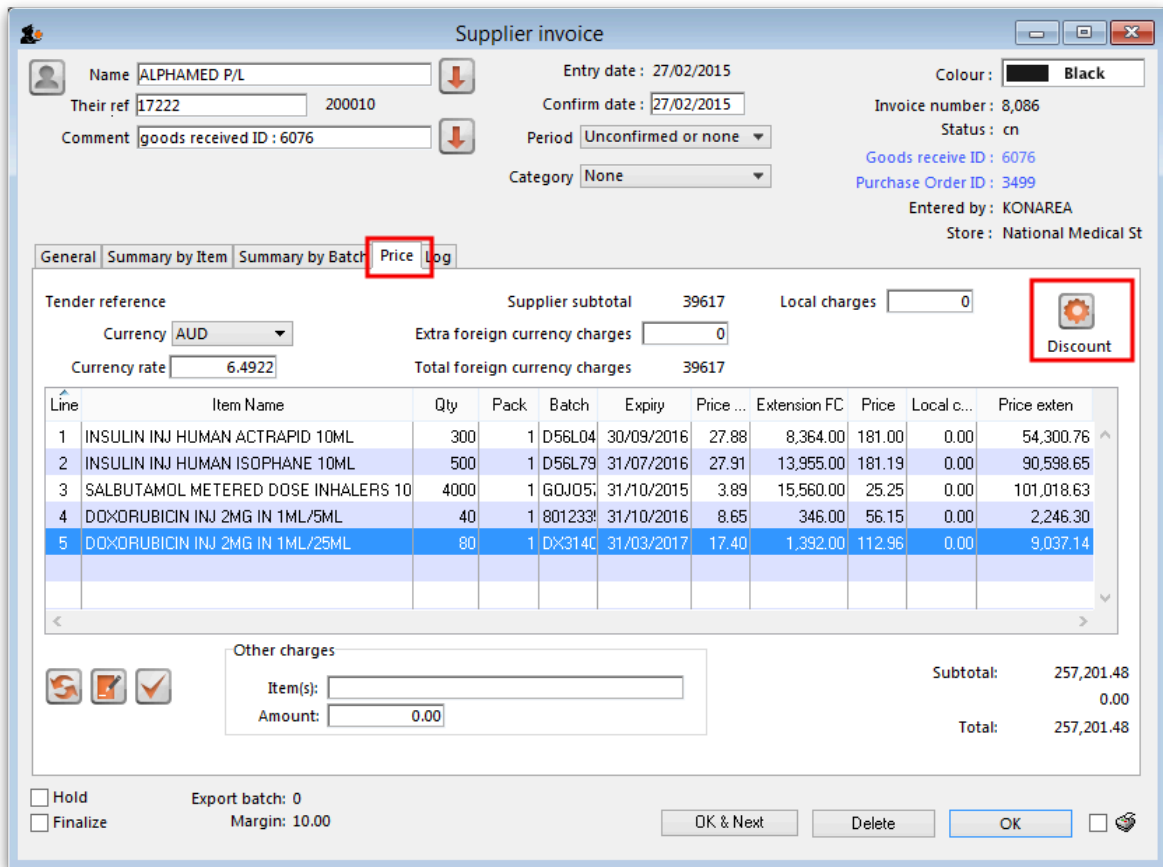 Supplier invoice
Name ALPHAMED P/L Entry date : 27/02/2015 Colour : Black
Their ref 17222 200010 Confirm date : 27/02/2015 Invoice number : 8,086
Comment goods received ID : 6076 Period Unconfirmed or none Status : cn
Goods receive ID : 6076
Category None Purchase Order ID : 3499
Entered by : KONAREA
Store : National Medical St
General Summary by Item Summary by Batch Price Log
Tender reference Supplier subtotal 39617 Local charges 0
Currency AUD Extra foreign currency charges 0 Discount
Currency rate 6.4922 Total foreign currency charges 39617
Line Item Name Qty Pack Batch Expiry Price ... Extension FC Price Local c... Price exten
1 INSULIN INJ HUMAN ACTRAPID 10ML 300 1 D56L04 30/09/2016 27.88 8,364.00 181.00 0.00 54,300.76
2 INSULIN INJ HUMAN ISOPHANE 10ML 500 1 D56L79 31/07/2016 27.91 13,955.00 181.19 0.00 90,598.65
3 SALBUTAMOL METERED DOSE INHALERS 10 4000 1 31/10/2015 3.89 15,560.00 25.25 0.00 101,018.63
4 DOXORUBICIN INJ 2MG IN 1ML/5ML 40 1 31/10/2016 8.65 346.00 56.15 0.00 2,246.30
5 DOXORUBICIN INJ 2MG IN 1ML/25ML 80 1 31/03/2017 17.40 1,392.00 112.96 0.00 9,037.14
Other charges
Item(s): Subtotal: 257,201.48
0.00
Amount: 0.00 Total: 257,201.48
Hold Export batch: 0
Finalize Margin: 10.00 OK & Next Delete OK